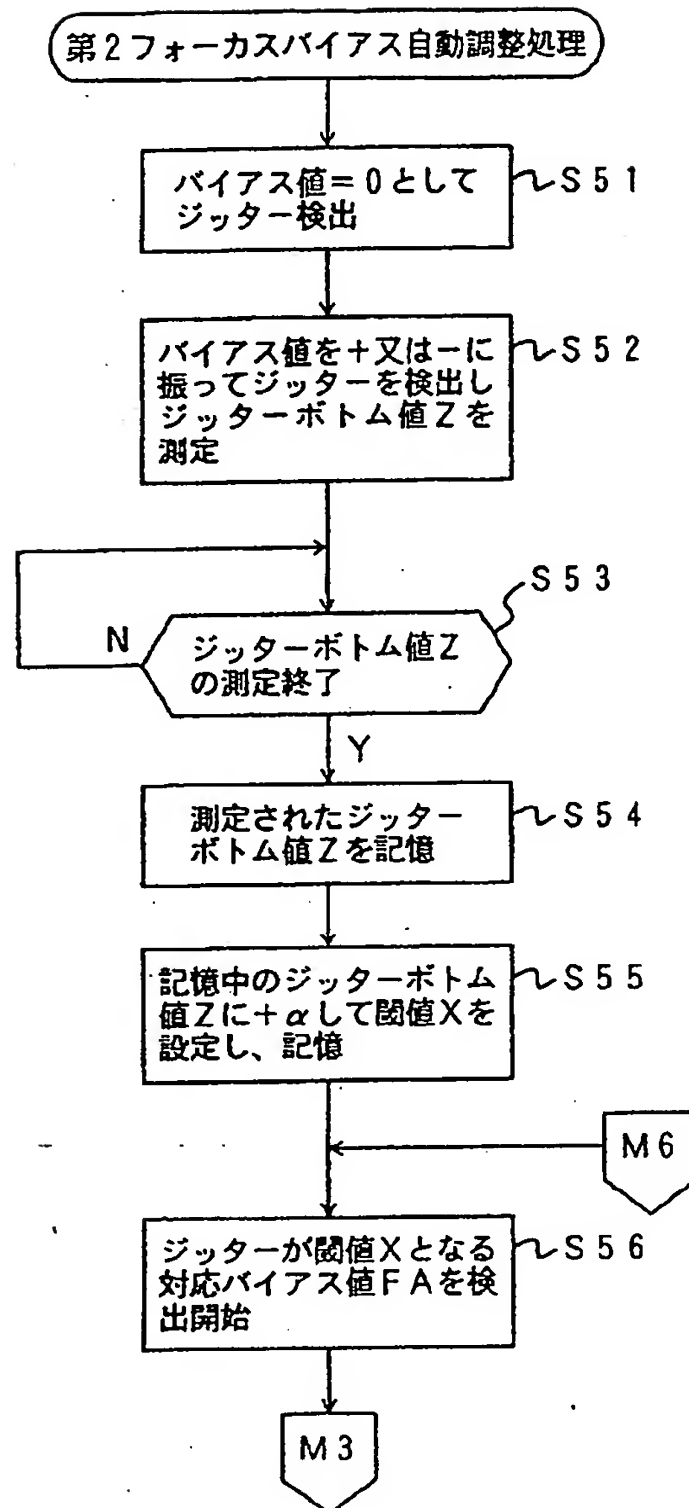 第2フォーカスバイアス自動調整処理
バイアス値=0として
ジッター検出
S51
バイアス値を+又は-に
振ってジッターを検出し
ジッターボトム値Zを
測定
S52
S53
N
ジッターボトム値Z
の測定終了
Y
測定されたジッター
ボトム値Zを記憶
S54
記憶中のジッターボトム
値Zに+αして閾値Xを
設定し、記憶
S55
M6
ジッターが閾値Xとなる
対応バイアス値FAを検
出開始
S56
M3